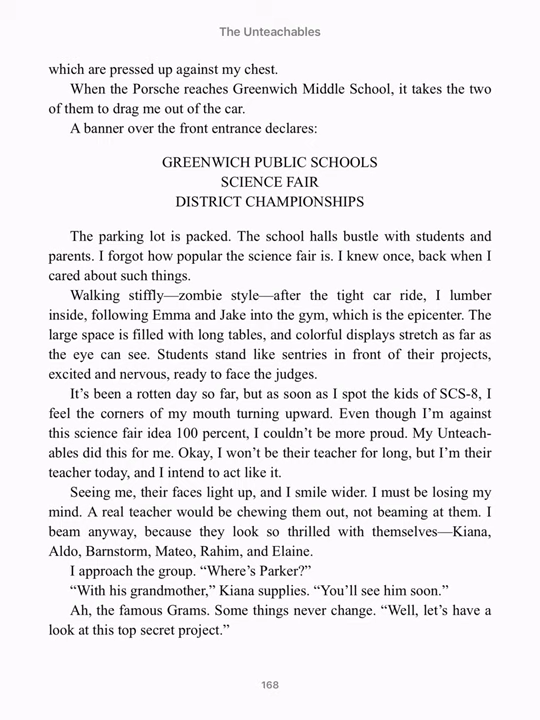 The Unteachables
which are pressed up against my chest.
When the Porsche reaches Greenwich Middle School, it takes the two
of them to drag me out of the car.
A banner over the front entrance declares:
GREENWICH PUBLIC SCHOOLS
SCIENCE FAIR
DISTRICT CHAMPIONSHIPS
The parking lot is packed. The school halls bustle with students and
parents. I forgot how popular the science fair is. I knew once, back when I
cared about such things.
Walking stiffly—zombie style—after the tight car ride, I lumber
inside, following Emma and Jake into the gym, which is the epicenter. The
large space is filled with long tables, and colorful displays stretch as far as
the eye can see. Students stand like sentries in front of their projects,
excited and nervous, ready to face the judges.
It’s been a rotten day so far, but as soon as I spot the kids of SCS-8, I
feel the corners of my mouth turning upward. Even though I’m against
this science fair idea 100 percent, I couldn’t be more proud. My Unteach-
ables did this for me. Okay, I won’t be their teacher for long, but I’m their
teacher today, and I intend to act like it.
Seeing me, their faces light up, and I smile wider. I must be losing my
mind. A real teacher would be chewing them out, not beaming at them. I
beam anyway, because they look so thrilled with themselves—Kiana,
Aldo, Barnstorm, Mateo, Rahim, and Elaine.
I approach the group. “Where’s Parker?”
“With his grandmother,” Kiana supplies. “You’ll see him soon.”
Ah, the famous Grams. Some things never change. “Well, let’s have a
look at this top secret project.”
168